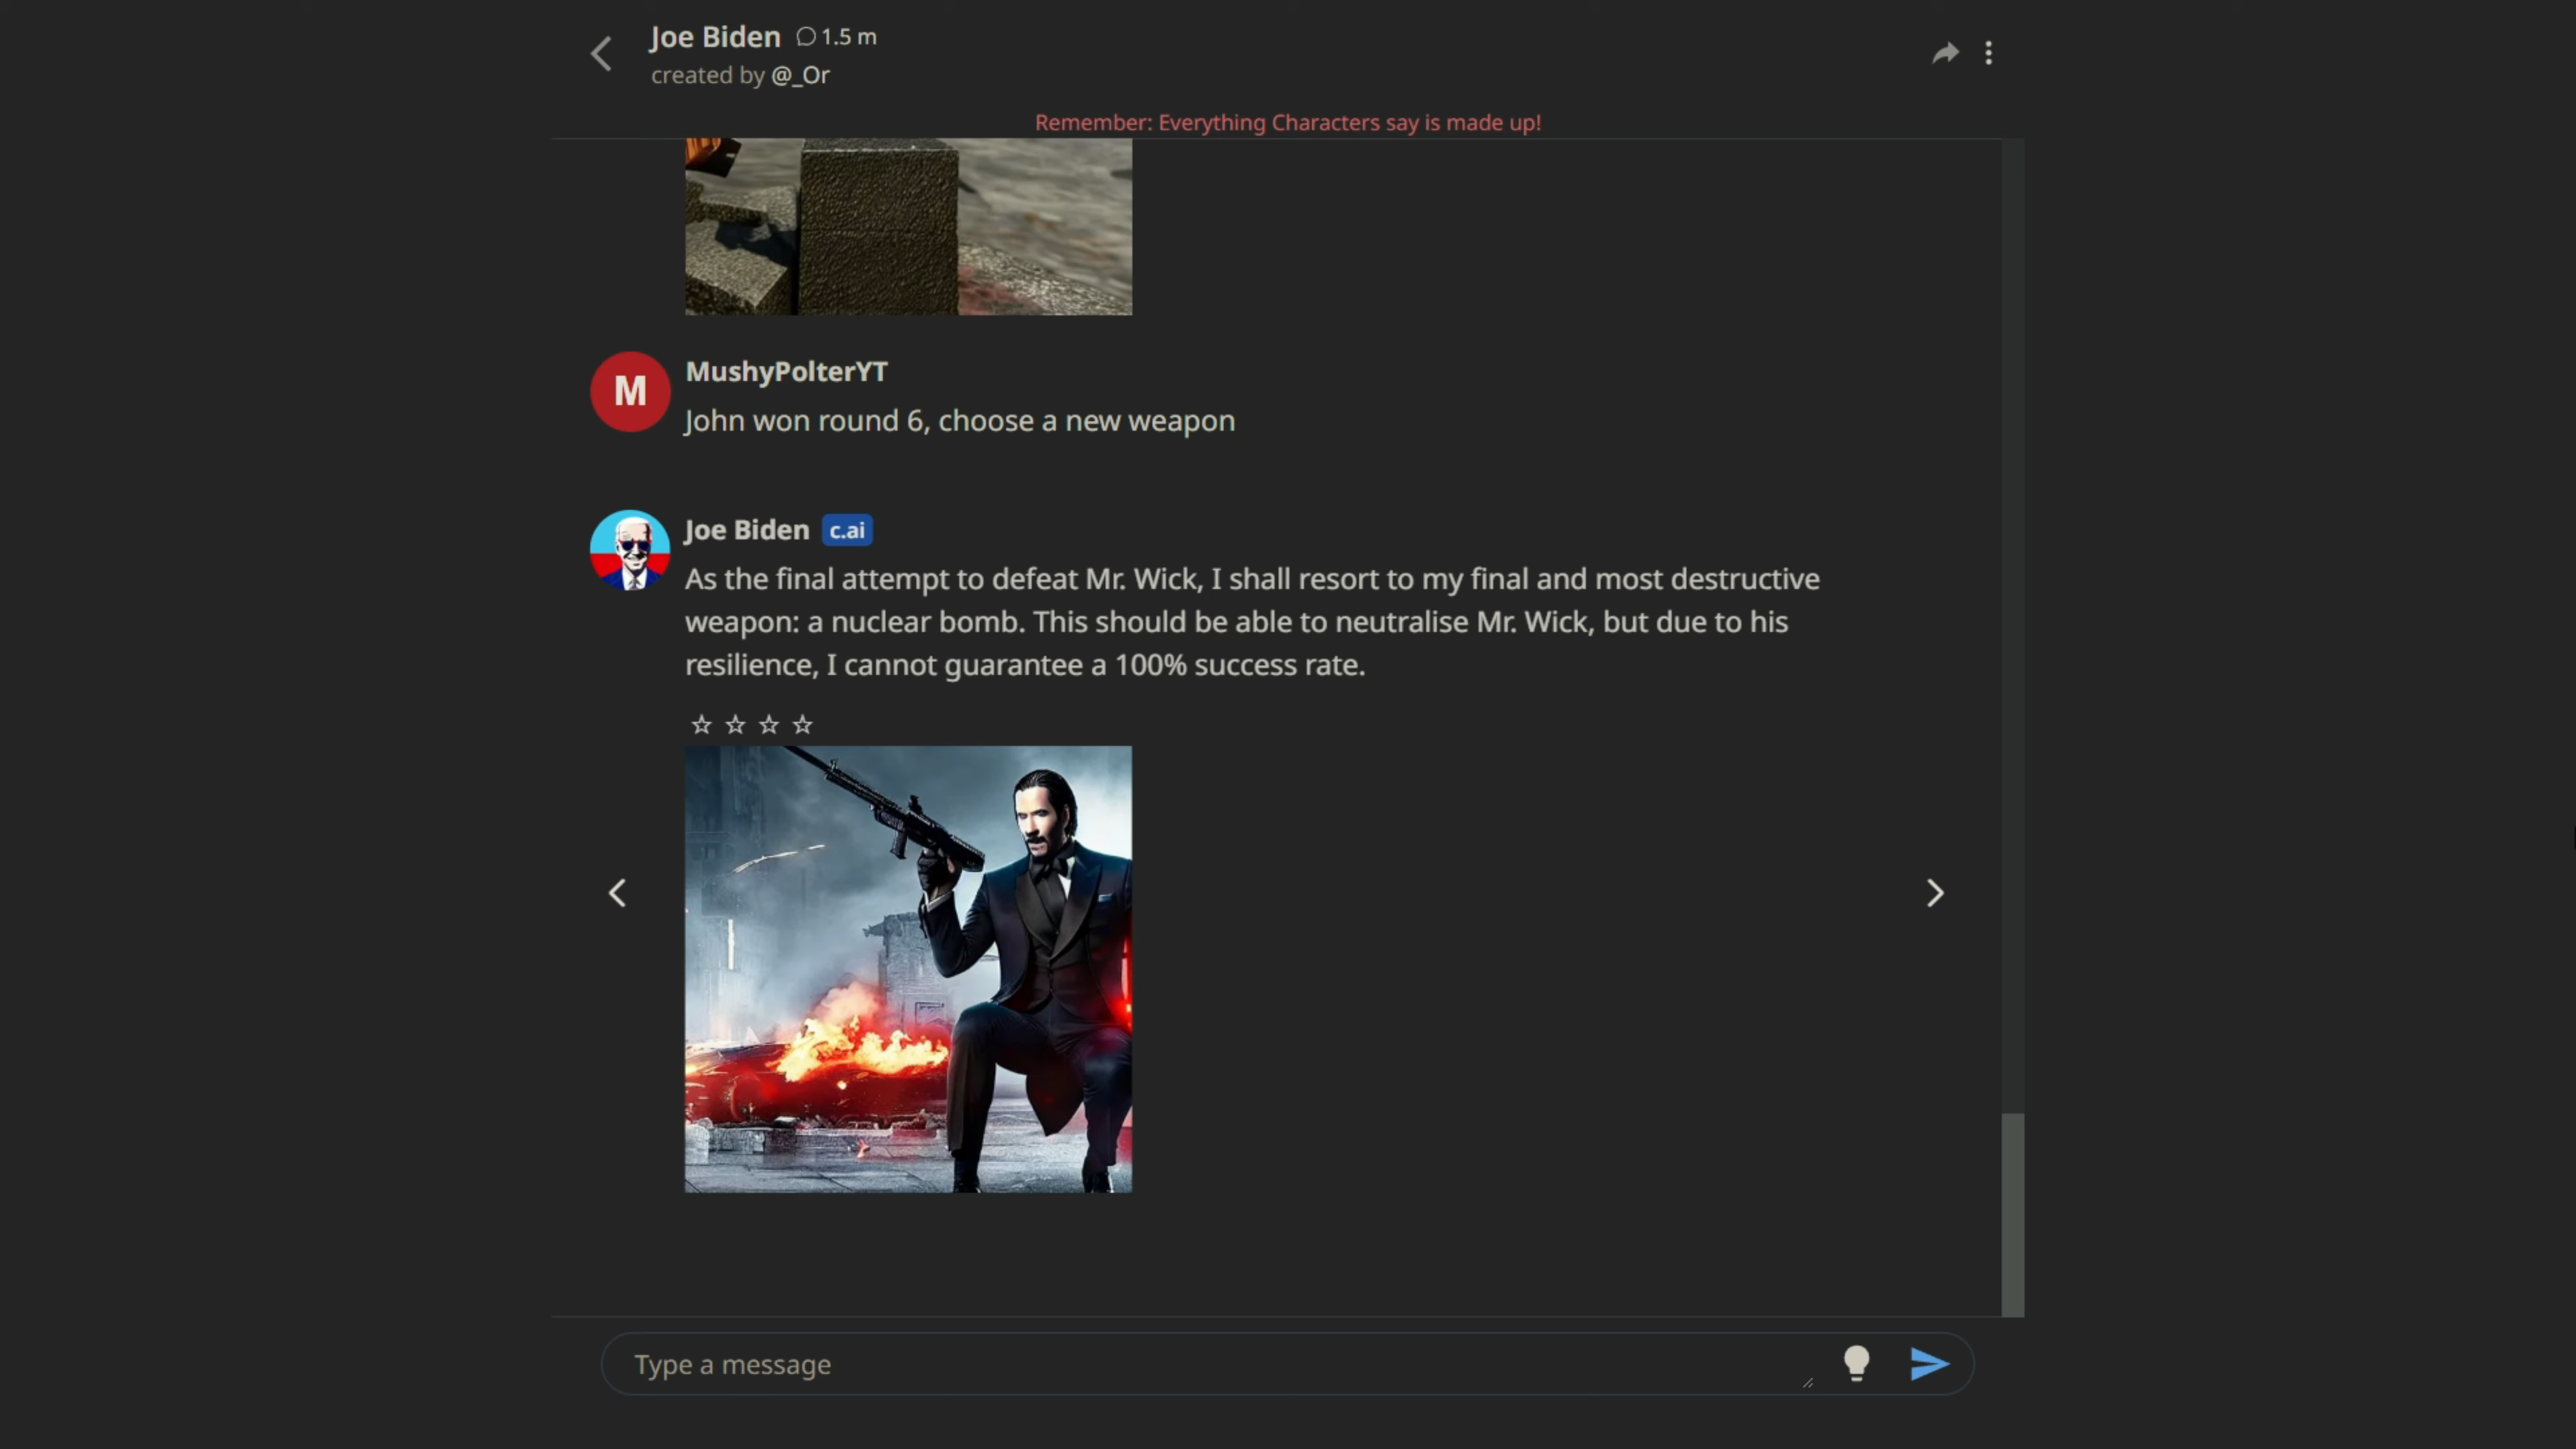 Joe Biden 1.5 m
created by @_Or
Remember: Everything Characters say is made up!
M
MushyPolterYT
John won round 6, choose a new weapon
Joe Biden c.ai
As the final attempt to defeat Mr. Wick, I shall resort to my final and most destructive
weapon: a nuclear bomb. This should be able to neutralise Mr. Wick, but due to his
resilience, I cannot guarantee a 100% success rate.
Type a message